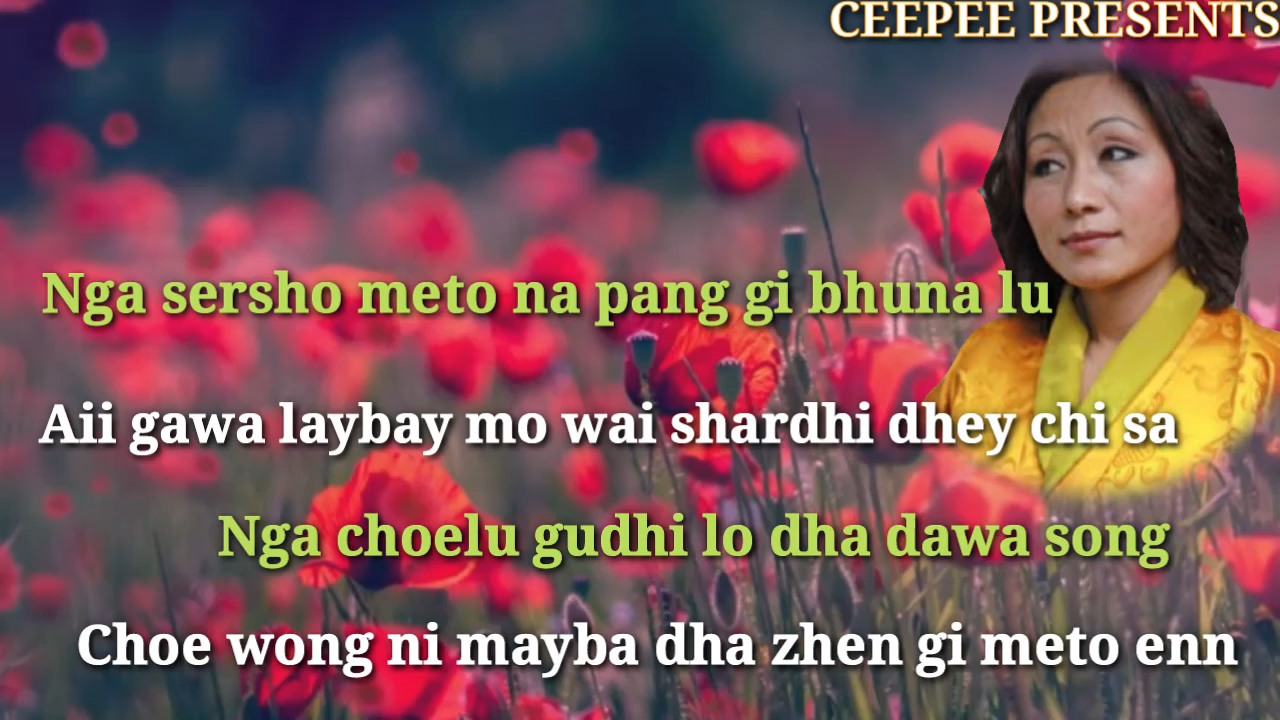 CEEPEE PRESENTS
Nga sersho meto na pang gi bhuna lu
Aii gawa laybay mo wai shardhi dhey chi sa
Nga choelu gudhi lo dha dawa song
Choe wong ni mayba dha zhen gi meto enn